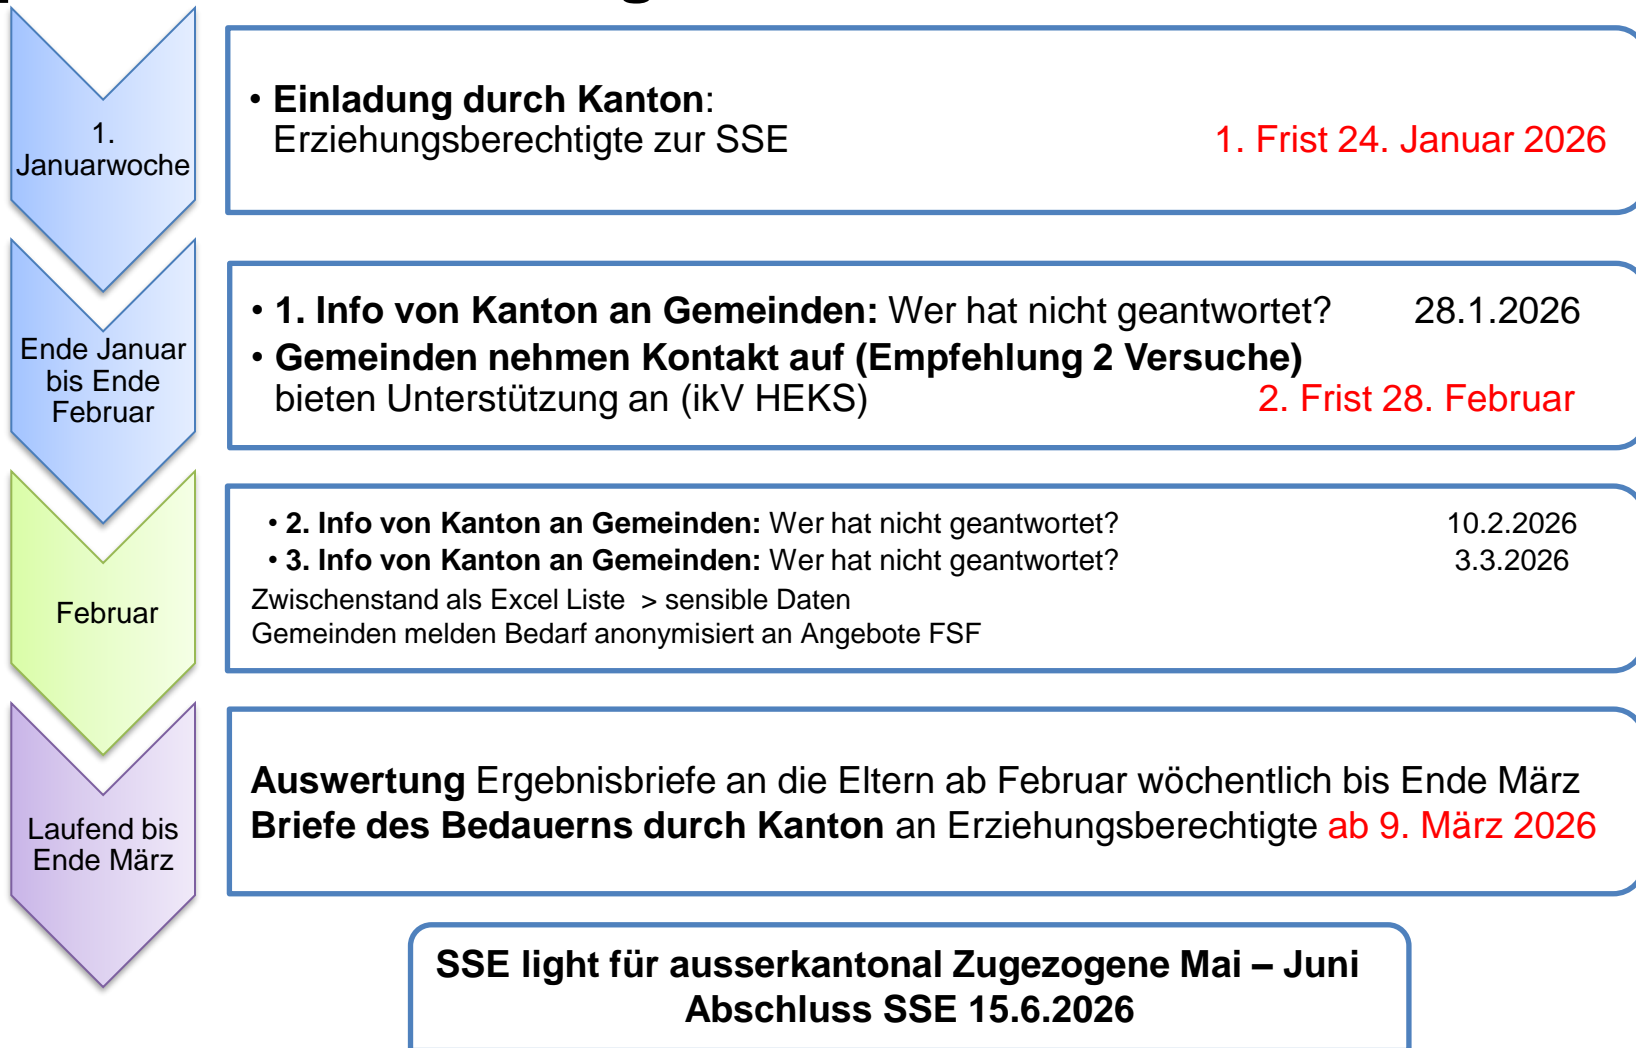 1.
Januarwoche
• Einladung durch Kanton:
Erziehungsberechtigte zur SSE 1. Frist 24. Januar 2026
Ende Januar
bis Ende
Februar
• 1. Info von Kanton an Gemeinden: Wer hat nicht geantwortet? 28.1.2026
• Gemeinden nehmen Kontakt auf (Empfehlung 2 Versuche)
bieten Unterstützung an (ikV HEKS) 2. Frist 28. Februar
Februar
• 2. Info von Kanton an Gemeinden: Wer hat nicht geantwortet? 10.2.2026
• 3. Info von Kanton an Gemeinden: Wer hat nicht geantwortet? 3.3.2026
Zwischenstand als Excel Liste > sensible Daten
Gemeinden melden Bedarf anonymisiert an Angebote FSF
Laufend bis
Ende März
Auswertung Ergebnisbriefe an die Eltern ab Februar wöchentlich bis Ende März
Briefe des Bedauerns durch Kanton an Erziehungsberechtigte ab 9. März 2026
SSE light für ausserkantonal Zugezogene Mai – Juni
Abschluss SSE 15.6.2026